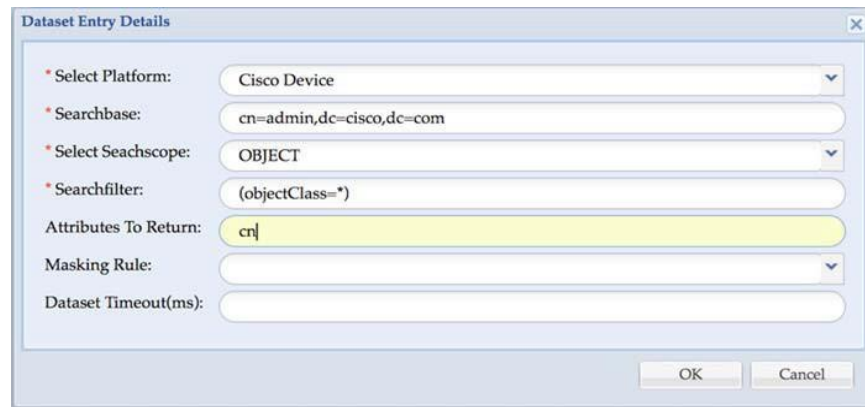 Dataset Entry Details
* Select Platform: Cisco Device
* Searchbase: cn=admin,dc=cisco,dc=com
* Select Seachscope: OBJECT
* Searchfilter: (objectClass=*)
Attributes To Return: cn
Masking Rule:
Dataset Timeout(ms):
OK Cancel